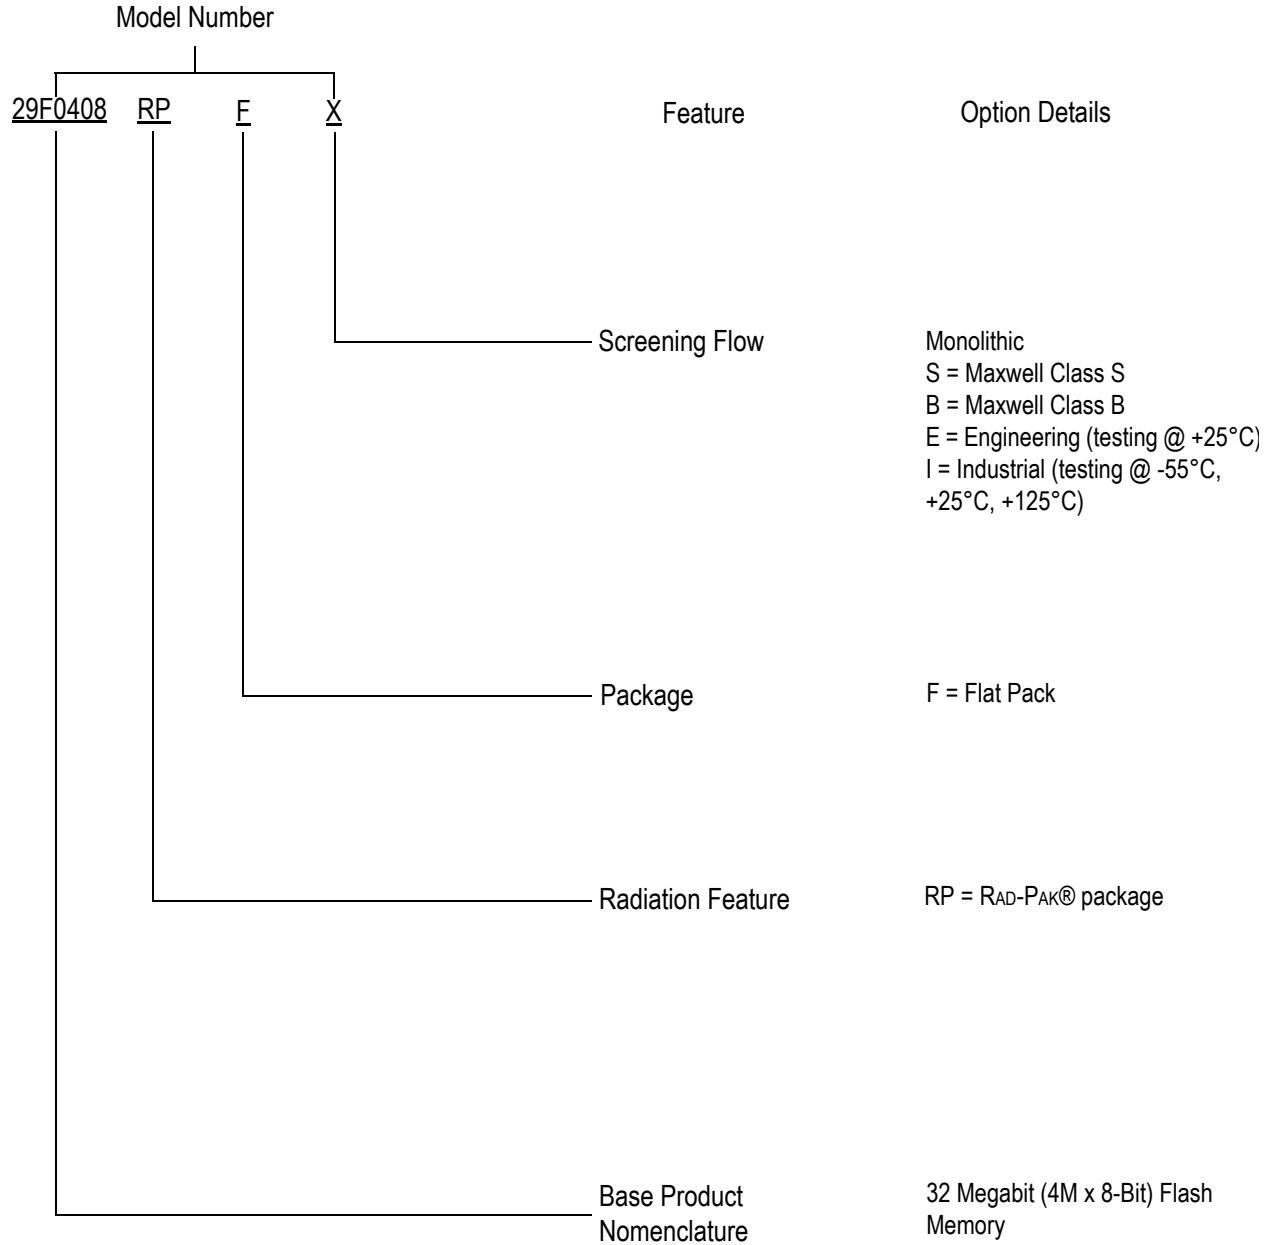 Model Number
29F0408 RP F X Feature Option Details
Screening Flow Monolithic
S = Maxwell Class S
B = Maxwell Class B
E = Engineering (testing @ +25°C)
I = Industrial (testing @ -55°C,
+25°C, +125°C)
Package F = Flat Pack
Radiation Feature RP = RAD-PAK® package
Base Product
Nomenclature
32 Megabit (4M x 8-Bit) Flash
Memory